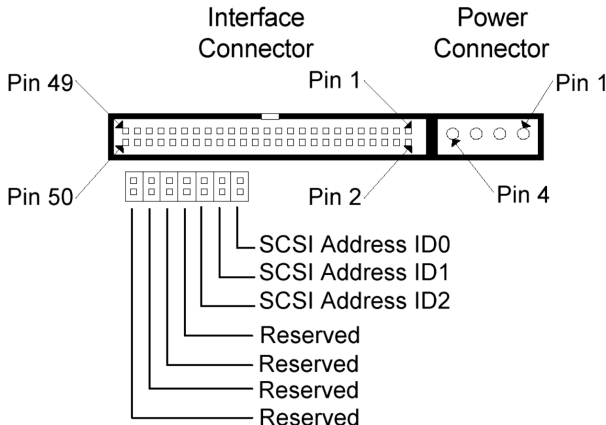 Interface
Connector
Power
Connector
Pin 49
Pin 1
Pin 1
Pin 50
Pin 2
Pin 4
SCSI Address ID0
SCSI Address ID1
SCSI Address ID2
Reserved
Reserved
Reserved
Reserved